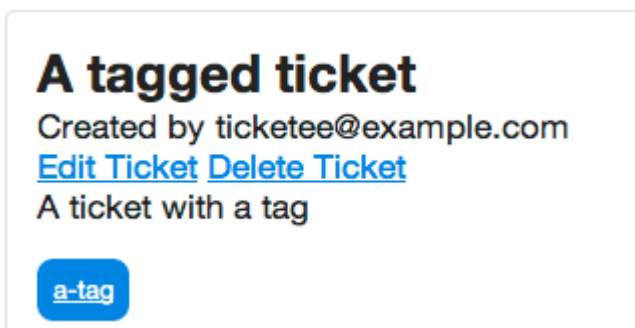 A tagged ticket
Created by ticketee@example.com
Edit Ticket Delete Ticket
A ticket with a tag
a-tag